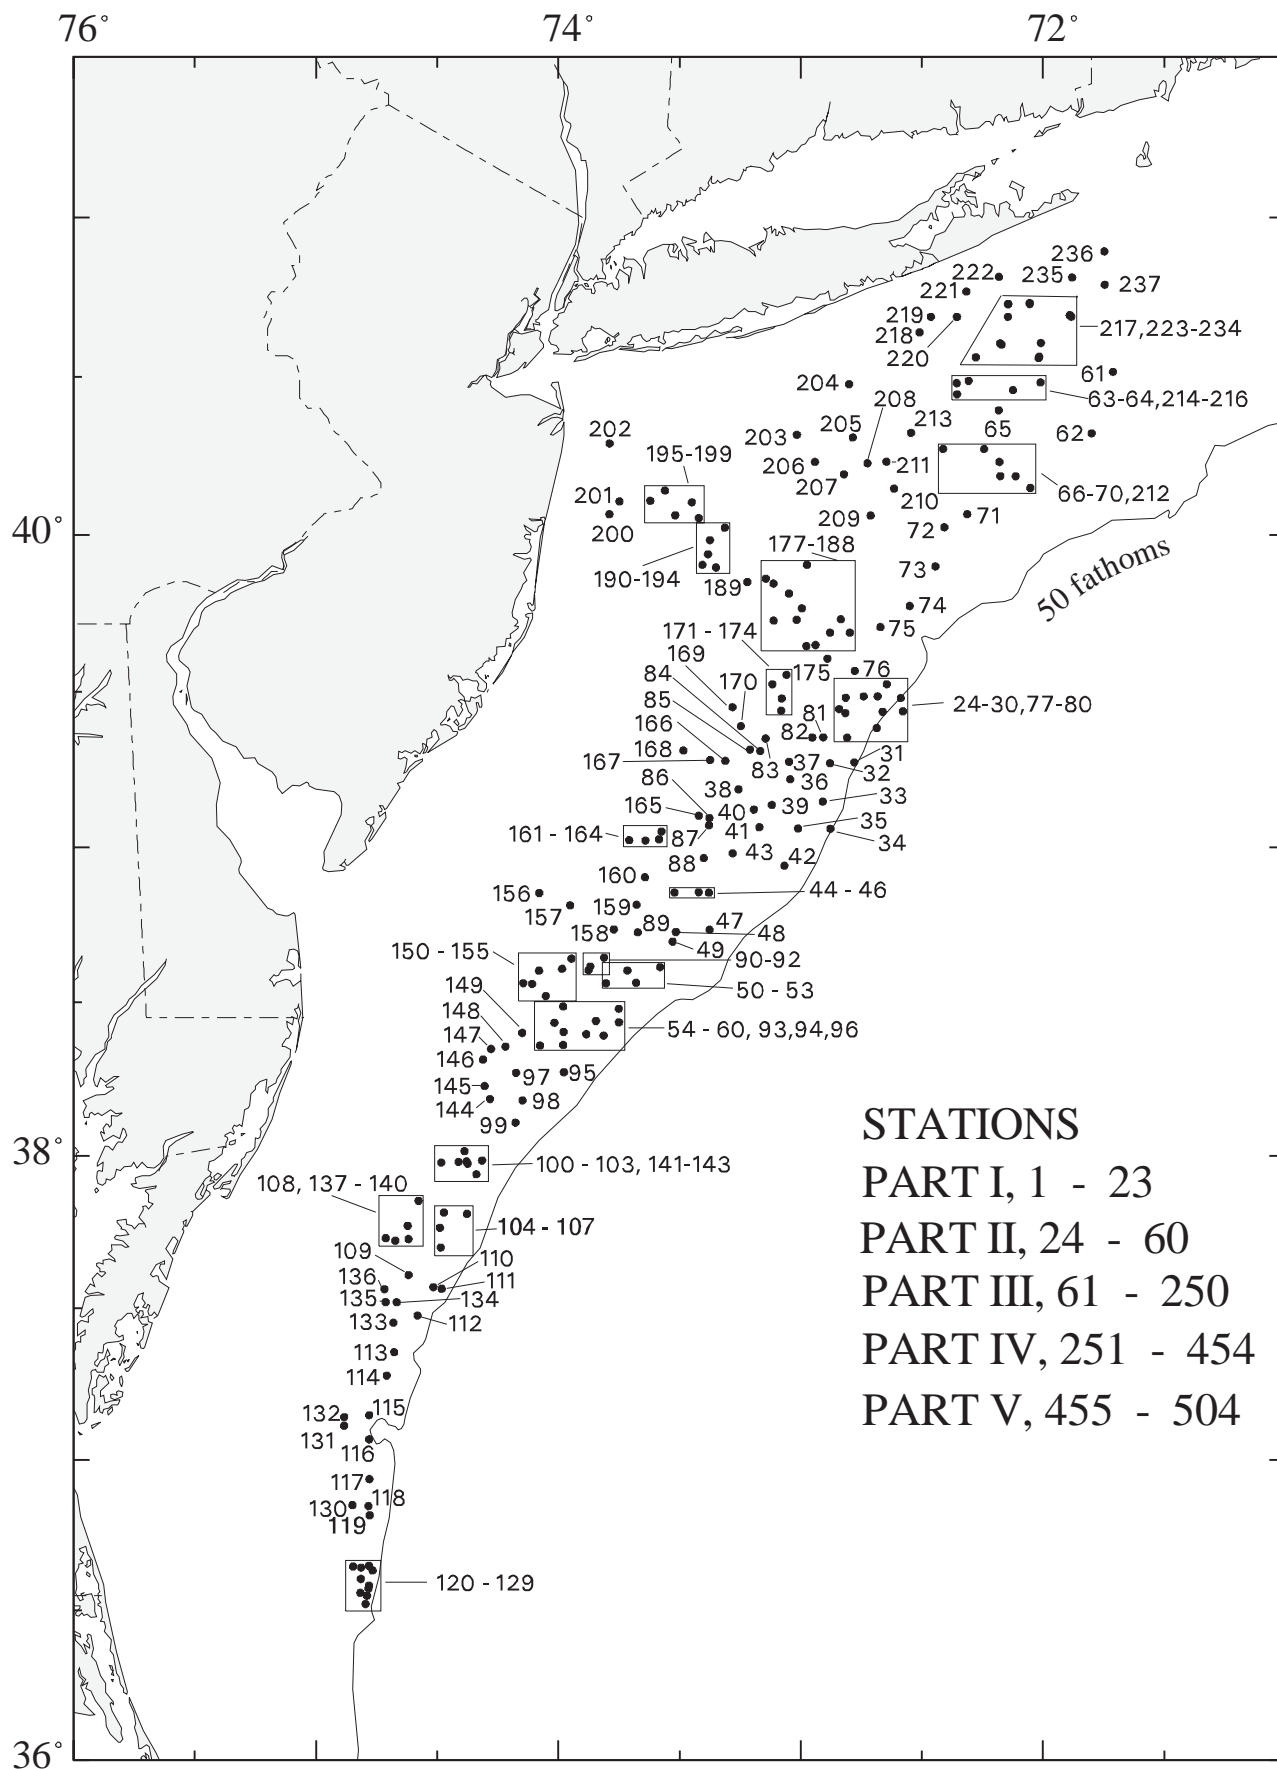 76° 74° 72°
236
222 235
221 237
219 217,223-234
218
220
61
204 63-64,214-216
208
205 213 65
202 203 62
195-199 206 211
207 66-70,212
201 210
200 209 71
40° 72
177-188
190-194 189 73
50 fathoms
74
171 - 174 75
169 175 76
84 170
85 81 24-30,77-80
166 82
168 37 31
167 83 32
86 38 36
165 40 39 33
161 - 164 87 41 35
88 43 42 34
160
156 159 44 - 46
157 89 47
158 48
150 - 155 49
90-92
149 50 - 53
148 54 - 60, 93,94,96
147
146 97 95
145
144 98
99
STATIONS
38° 100 - 103, 141-143
PART I, 1 - 23
108, 137 - 140
104 - 107
PART II, 24 - 60
109 110
136 111
135 134
PART III, 61 - 250
133 112
113
PART IV, 251 - 454
114
132 115
PART V, 455 - 504
131 116
117
130 118
119
120 - 129
36°